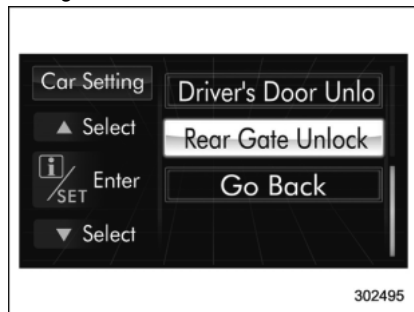 Car Setting
Driver's Door Unlo
▲ Select
Rear Gate Unlock
i/SET Enter
Go Back
▼ Select
302495